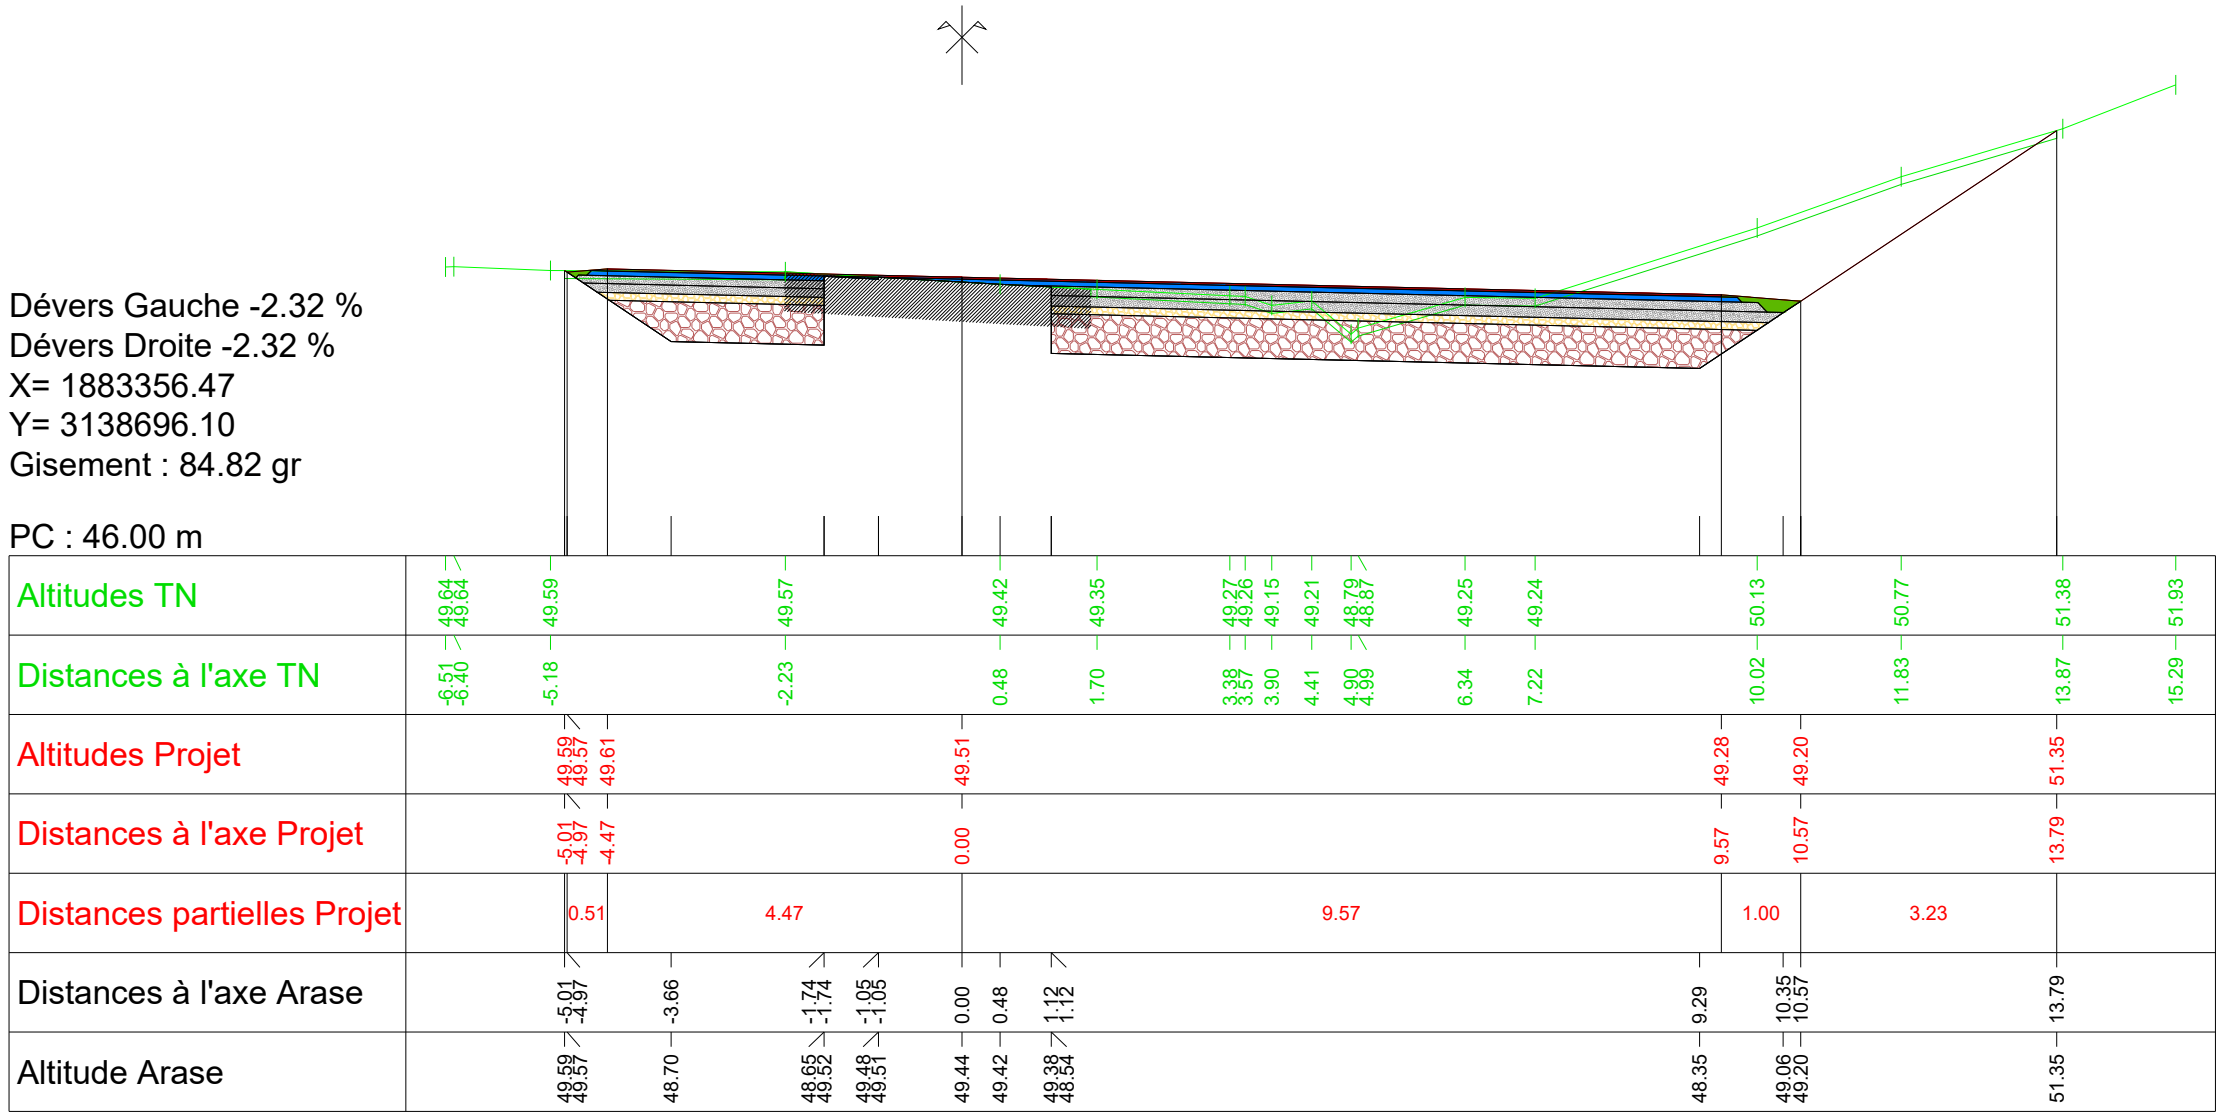 Dévers Gauche -2.32 %
Dévers Droite -2.32 %
X= 1883356.47
Y= 3138696.10
Gisement : 84.82 gr
PC : 46.00 m
Altitudes TN 49.64 49.64 49.59 49.57 49.42 49.35 49.27 49.26 49.15 49.21 48.79 48.87 49.25 49.24 50.13 50.77 51.38 51.93
Distances à l'axe TN -6.51 -6.40 -5.18 -2.23 0.48 1.70 3.38 3.57 3.90 4.41 4.90 4.99 6.34 7.22 10.02 11.83 13.87 15.29
Altitudes Projet 49.59 49.57 49.61 49.51 49.28 49.20 51.35
Distances à l'axe Projet -5.01 -4.97 -4.47 0.00 9.57 10.57 13.79
Distances partielles Projet 0.51 4.47 9.57 1.00 3.23
Distances à l'axe Arase -5.01 -4.97 -3.66 -1.74 -1.74 -1.05 -1.05 0.00 0.48 1.12 1.12 9.29 10.35 10.57 13.79
Altitude Arase 49.59 49.57 48.70 48.65 49.52 49.48 49.51 49.44 49.42 49.38 48.54 48.35 49.06 49.20 51.35